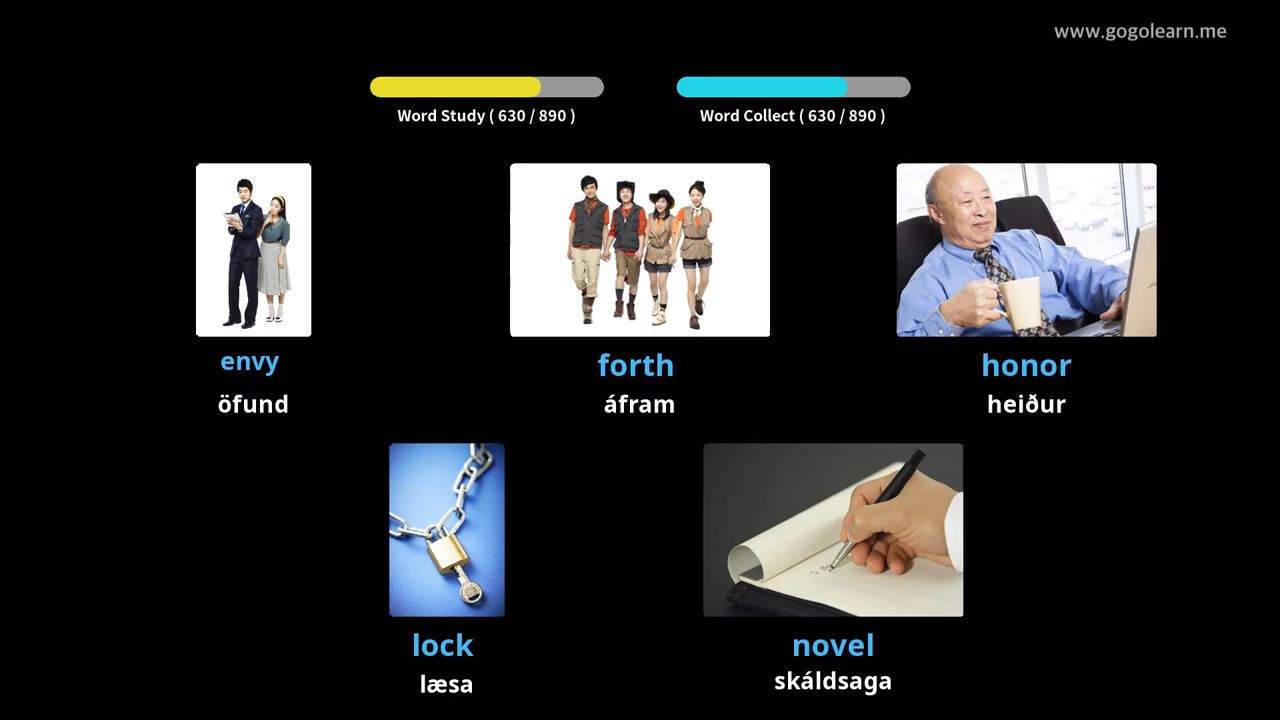 www.gogolearn.me
Word Study ( 630 / 890 )
Word Collect ( 630 / 890 )
envy
öfund
forth
áfram
honor
heiður
lock
læsa
novel
skáldsaga